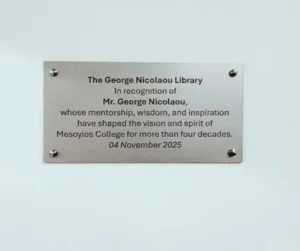 The George Nicolaou Library
In recognition of
Mr. George Nicolaou,
whose mentorship, wisdom, and inspiration
have shaped the vision and spirit of
Mesoyios College for more than four decades.
04 November 2025